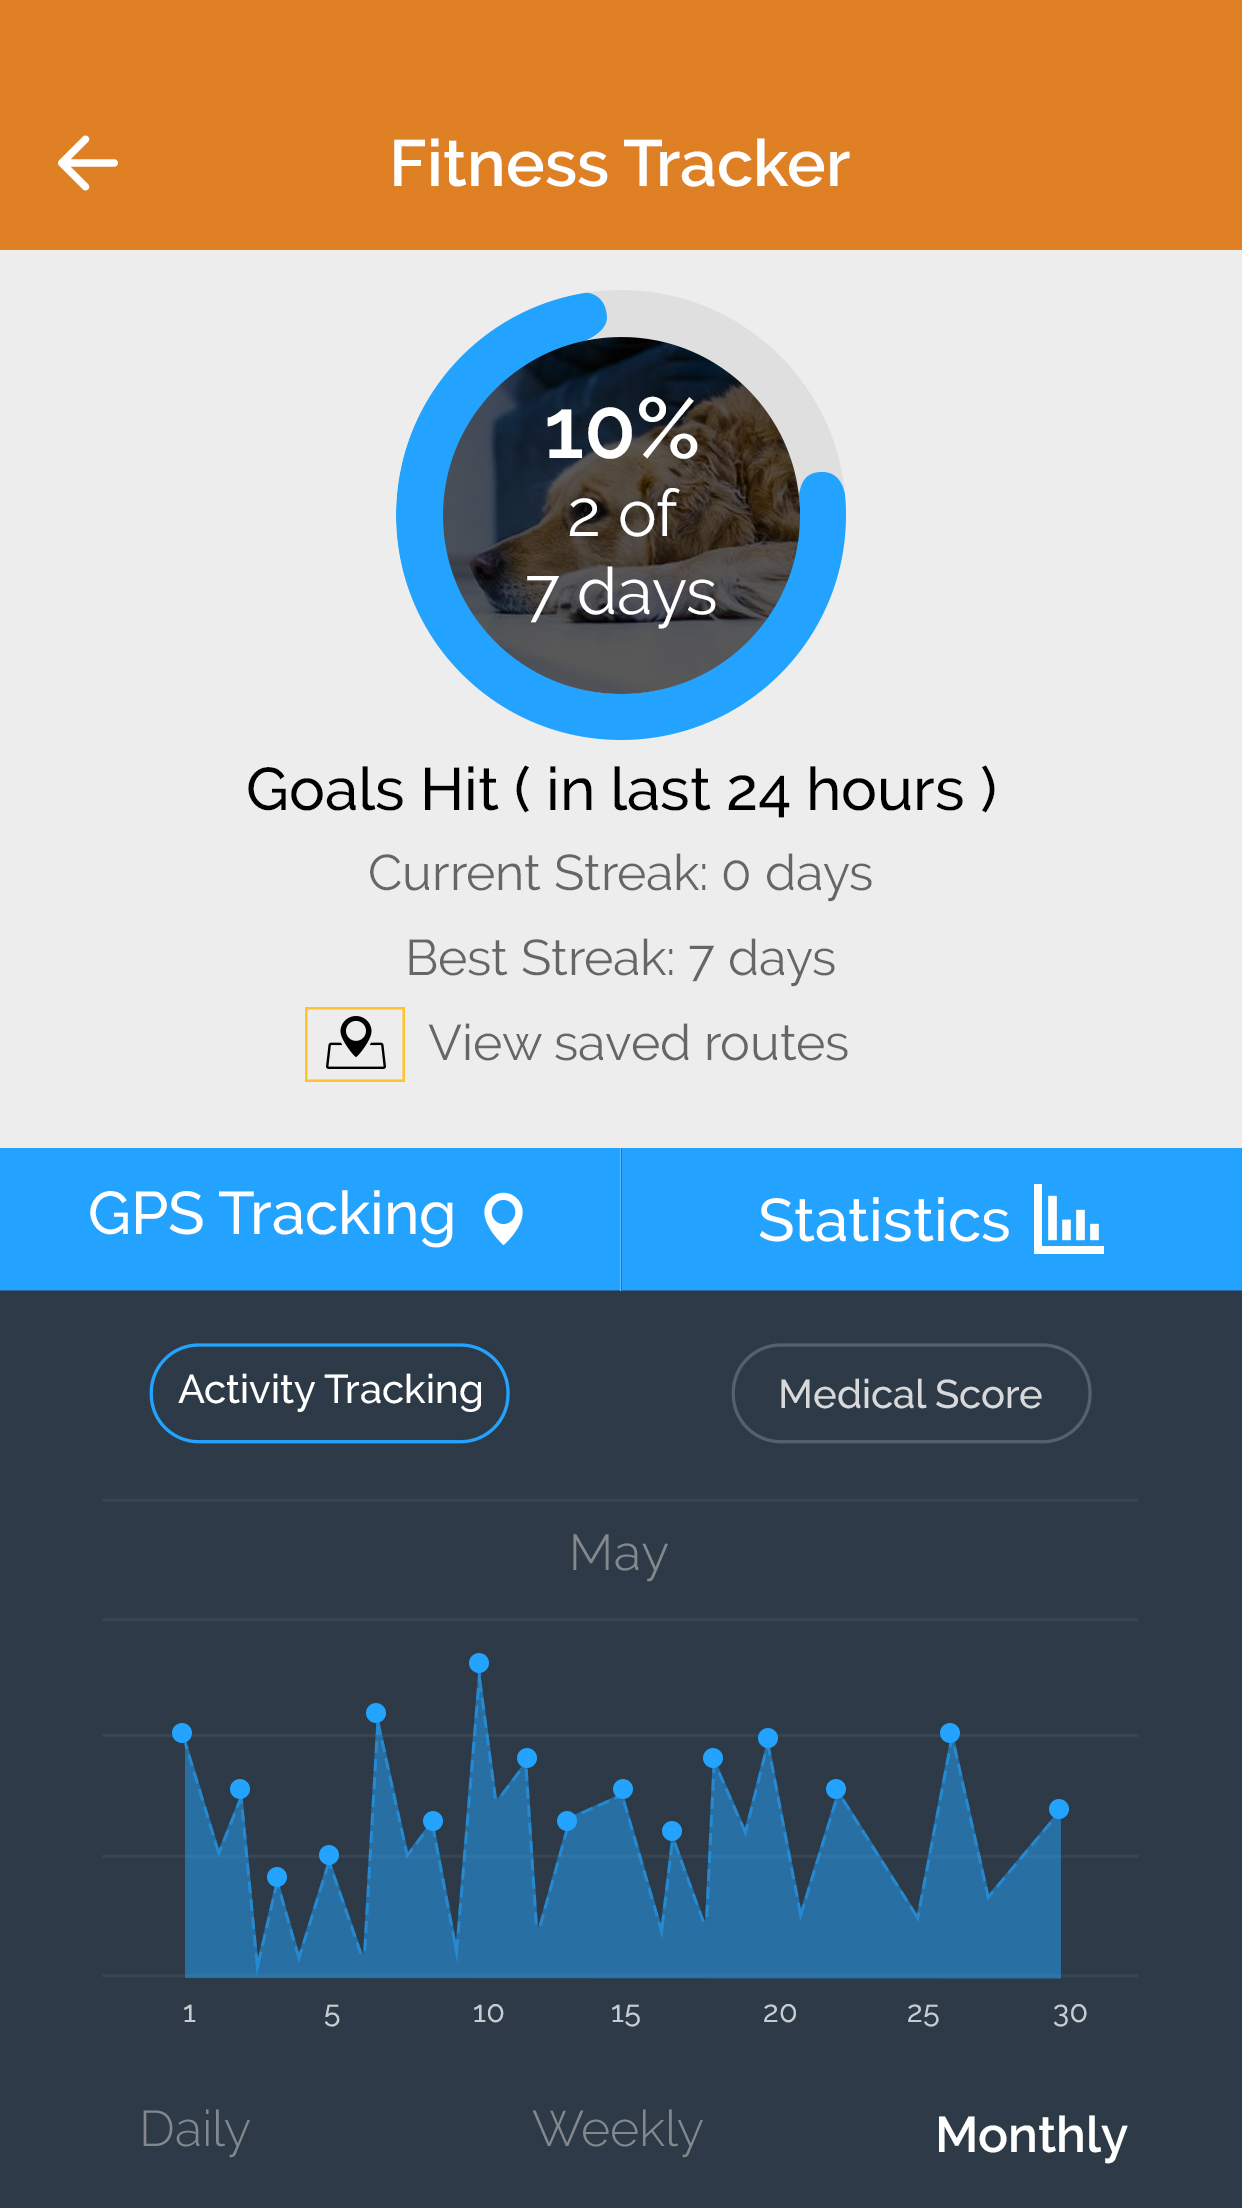 Fitness Tracker
10%
2 of
7 days
Goals Hit ( in last 24 hours )
Current Streak: 0 days
Best Streak: 7 days
View saved routes
GPS Tracking
Statistics
Activity Tracking
Medical Score
May
1 5 10 15 20 25 30
Daily Weekly Monthly